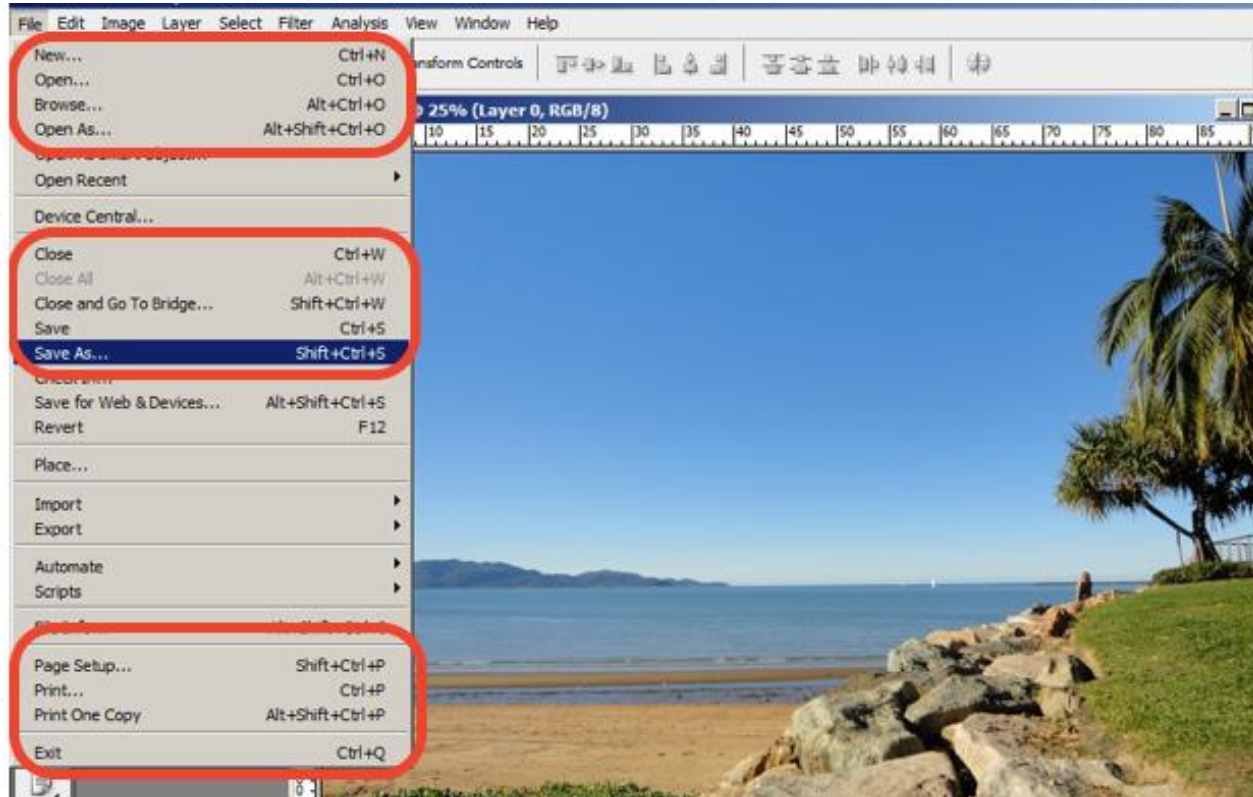 File Edit Image Layer Select Filter Analysis View Window Help
nsform Controls
New... Ctrl+N
Open... Ctrl+O
Browse... Alt+Ctrl+O
Open As... Alt+Shift+Ctrl+O
25% (Layer 0, RGB/8)
10 15 20 25 30 35 40 45 50 55 60 65 70 75 80 85
Open Recent
Device Central...
Close Ctrl+W
Close All Alt+Ctrl+W
Close and Go To Bridge... Shift+Ctrl+W
Save Ctrl+S
Save As... Shift+Ctrl+S
Save for Web & Devices... Alt+Shift+Ctrl+S
Revert F12
Place...
Import
Export
Automate
Scripts
Page Setup... Shift+Ctrl+P
Print... Ctrl+P
Print One Copy Alt+Shift+Ctrl+P
Exit Ctrl+Q